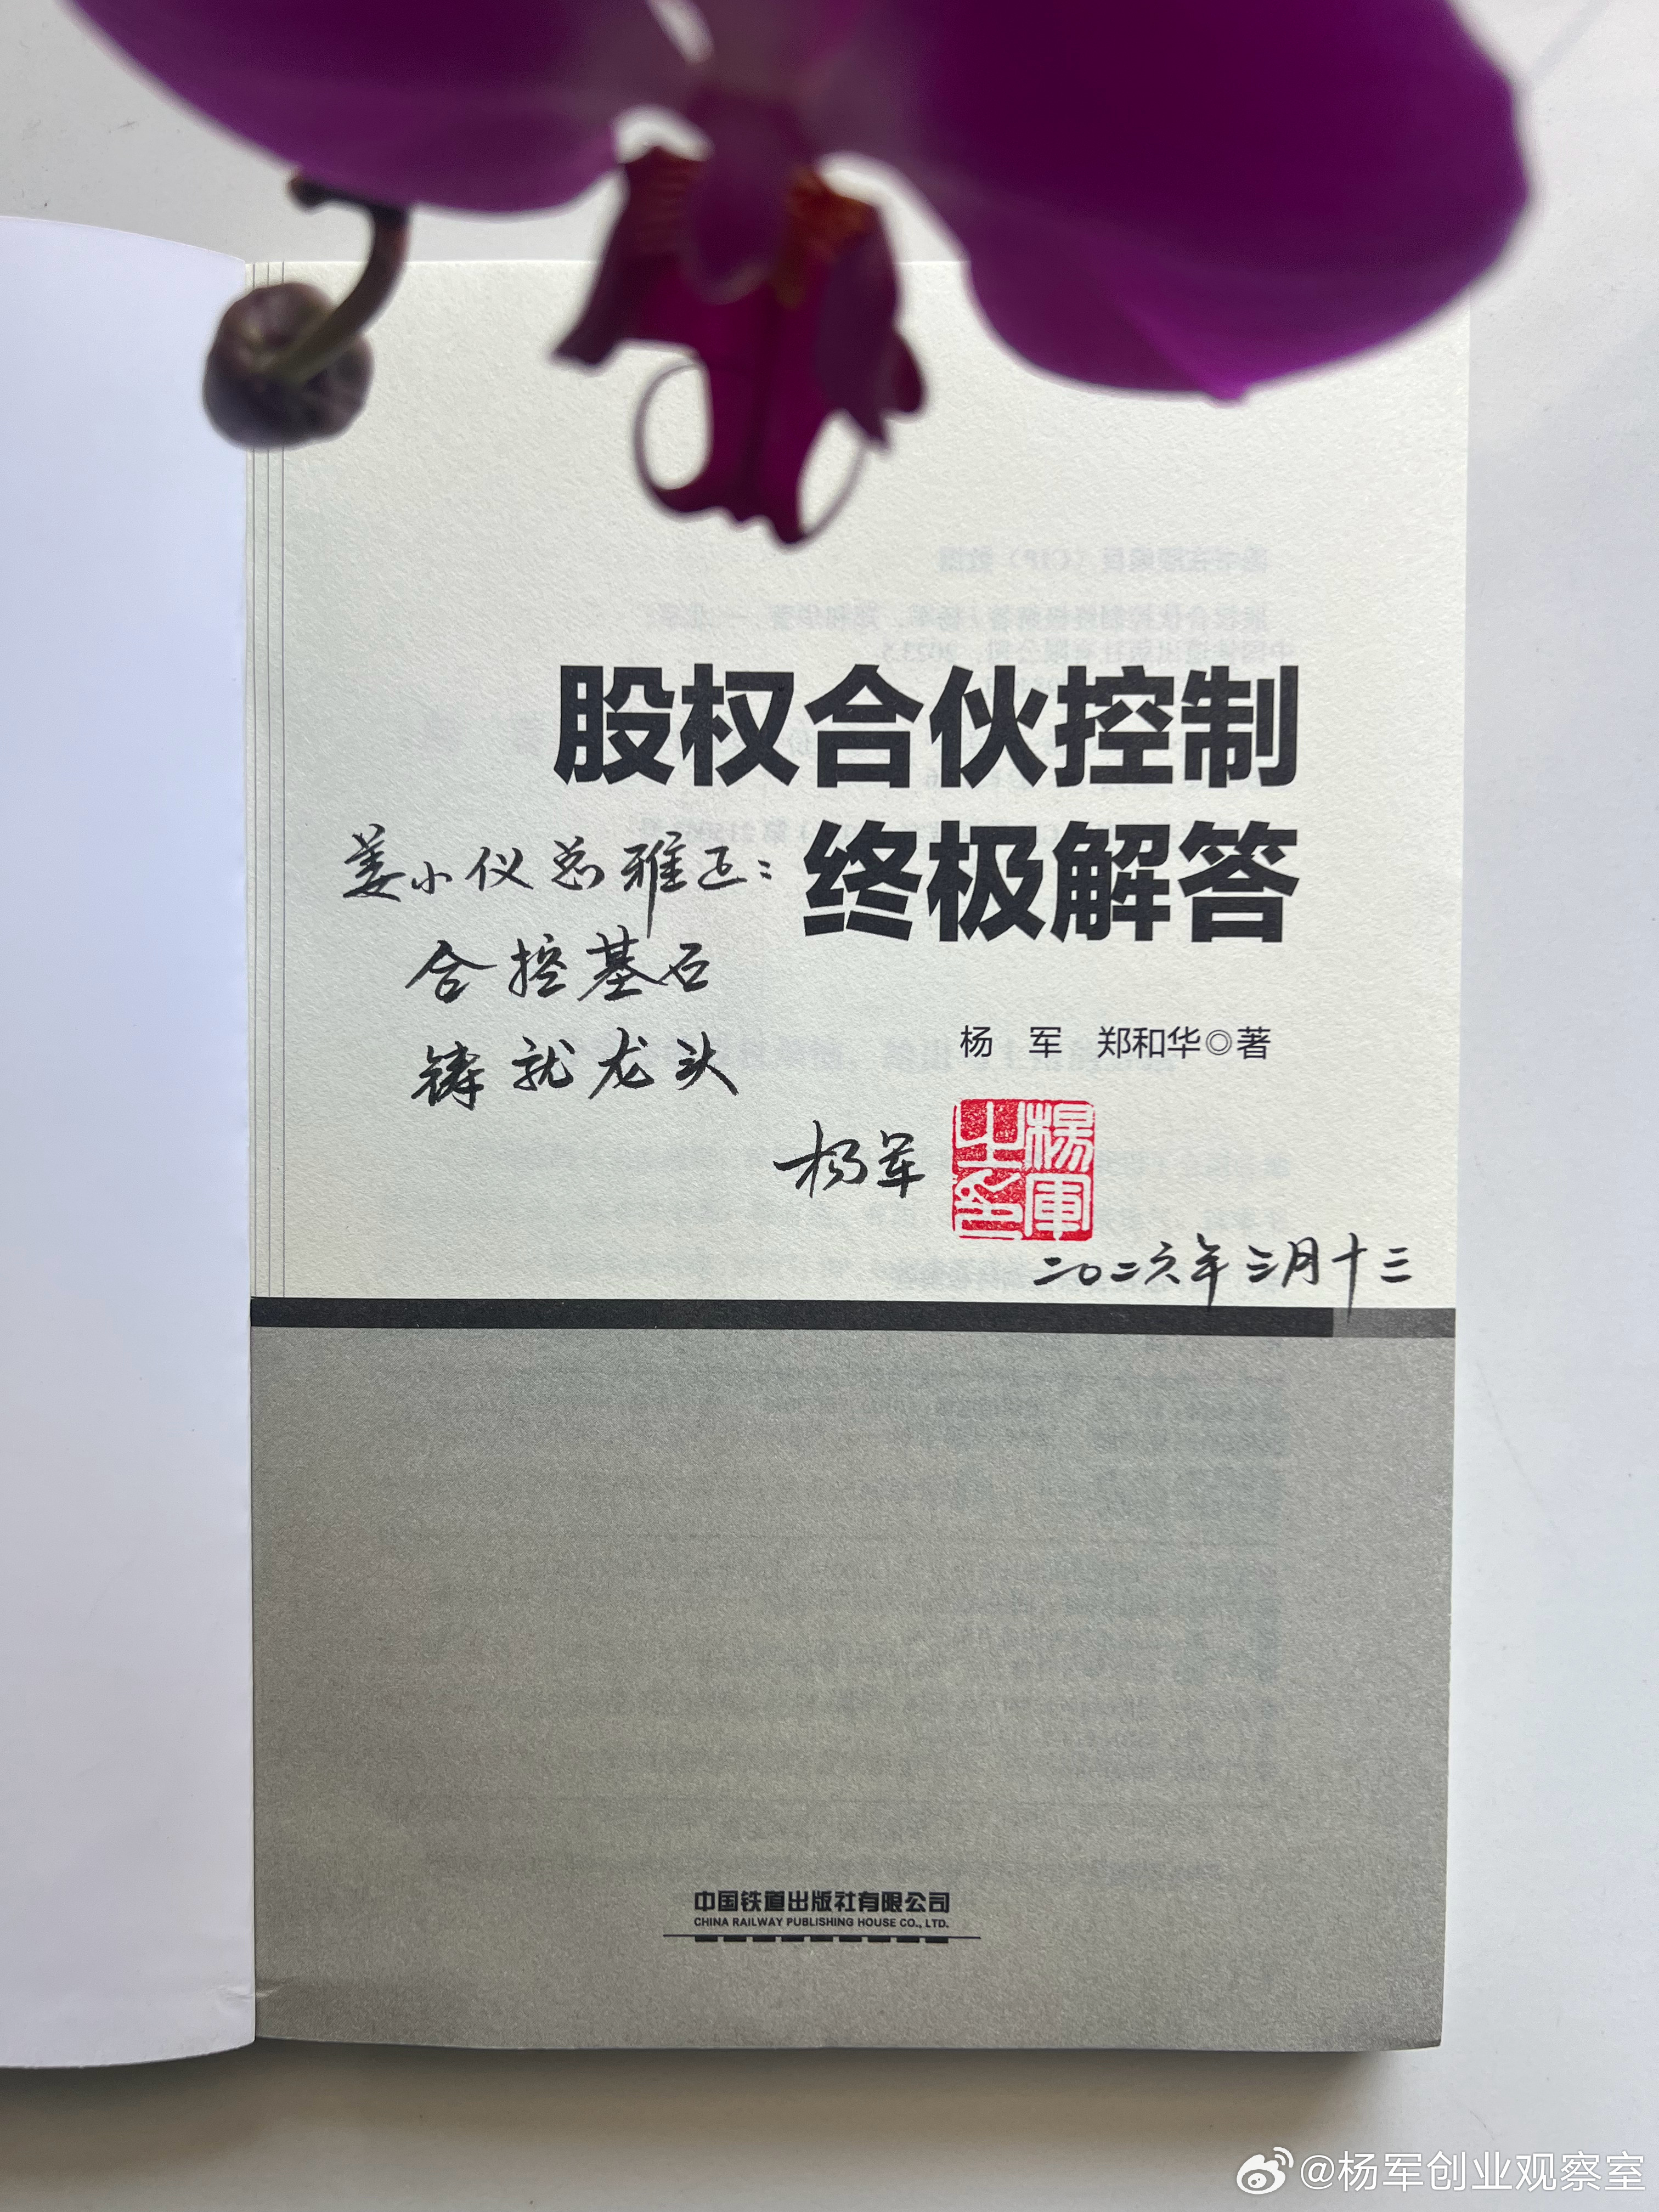 股权合伙控制
终极解答
姜小仪总雅正：
合控基石
铸就龙头
杨 军 郑和华◎著
杨军
楊軍之印
二〇二六年三月十三
中国铁道出版社有限公司
CHINA RAILWAY PUBLISHING HOUSE CO., LTD.
@杨军创业观察室